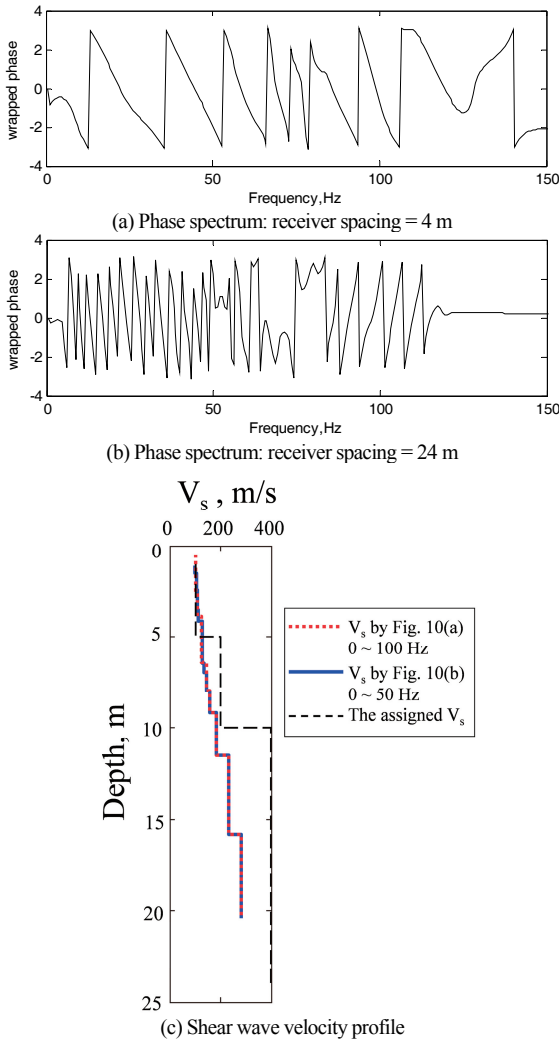 4
2
0
-2
-4
wrapped phase
0 50 100 150
Frequency,Hz
(a) Phase spectrum: receiver spacing = 4 m
4
2
0
-2
-4
wrapped phase
0 50 100 150
Frequency,Hz
(b) Phase spectrum: receiver spacing = 24 m
Vs , m/s
0 100 200 400
0
5
10
15
20
25
Depth, m
Vs by Fig. 10(a)
0 ~ 100 Hz
Vs by Fig. 10(b)
0 ~ 50 Hz
The assigned Vs
(c) Shear wave velocity profile